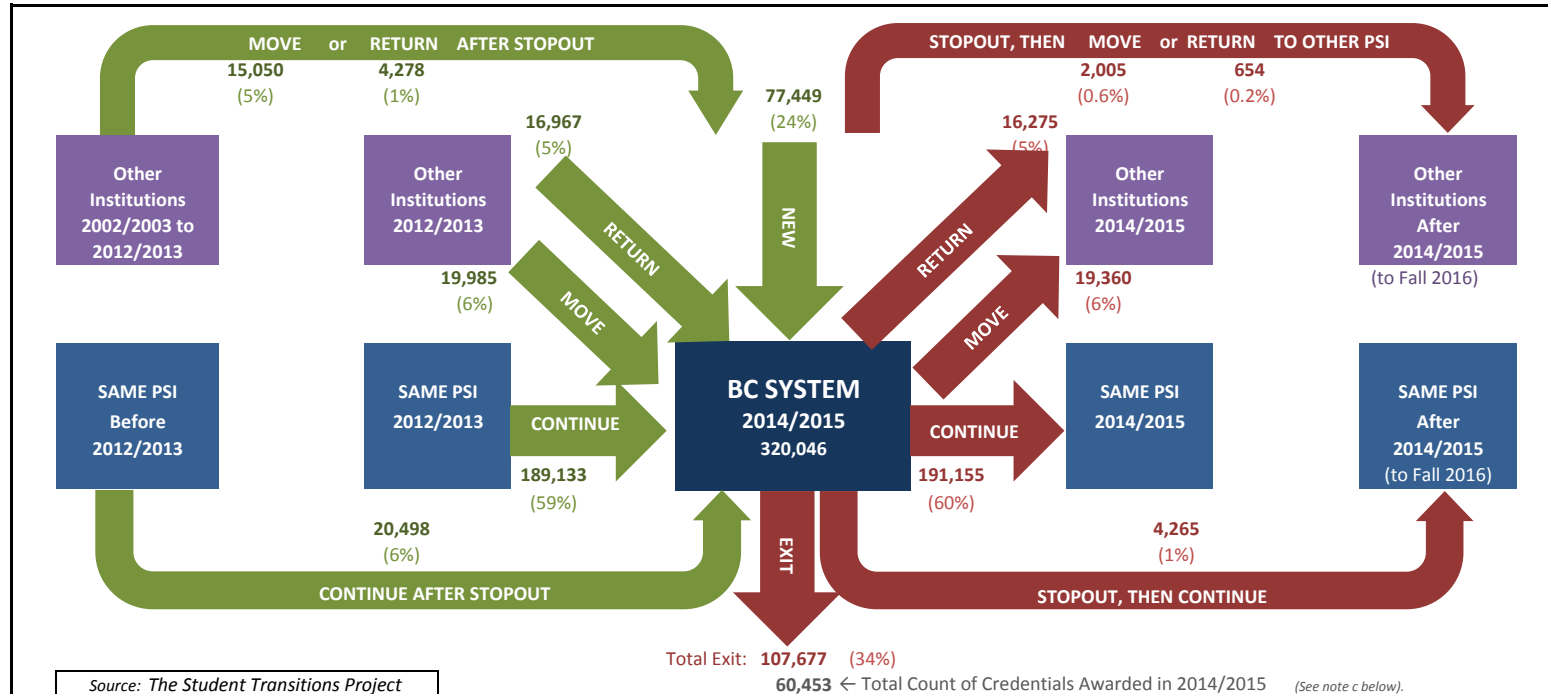 MOVE or RETURN AFTER STOPOUT
15,050 4,278
(5%) (1%)
77,449
(24%)
STOPOUT, THEN MOVE or RETURN TO OTHER PSI
2,005 654
(0.6%) (0.2%)
16,967
(5%)
16,275
(5%)
Other
Institutions
2002/2003 to
2012/2013
Other
Institutions
2012/2013
RETURN
NEW
RETURN
Other
Institutions
2014/2015
Other
Institutions
After
2014/2015
(to Fall 2016)
19,985
(6%)
MOVE
MOVE
19,360
(6%)
SAME PSI
Before
2012/2013
SAME PSI
2012/2013
CONTINUE
189,133
(59%)
BC SYSTEM
2014/2015
320,046
CONTINUE
191,155
(60%)
SAME PSI
2014/2015
SAME PSI
After
2014/2015
(to Fall 2016)
20,498
(6%)
CONTINUE AFTER STOPOUT
EXIT
4,265
(1%)
STOPOUT, THEN CONTINUE
Total Exit: 107,677 (34%)
60,453 ← Total Count of Credentials Awarded in 2014/2015 (See note c below).
Source: The Student Transitions Project